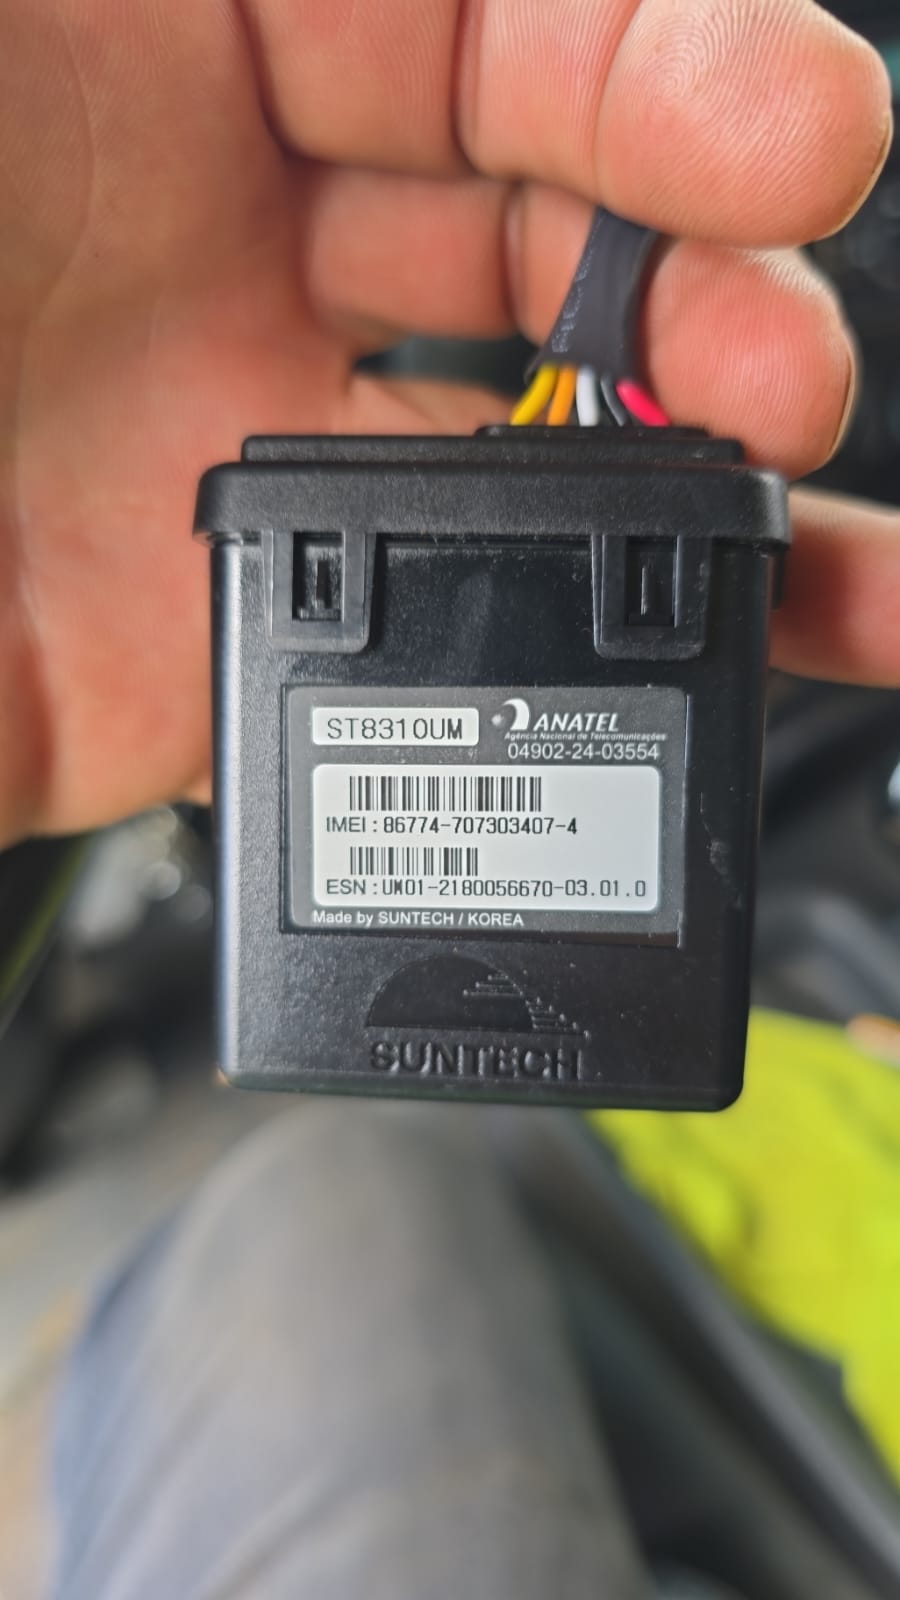 ST8310UM
ANATEL
Agência Nacional de Telecomunicações
04902-24-03554
IMEI : 86774-707303407-4
ESN : UM01-2180056670-03.01.0
Made by SUNTECH / KOREA
SUNTECH